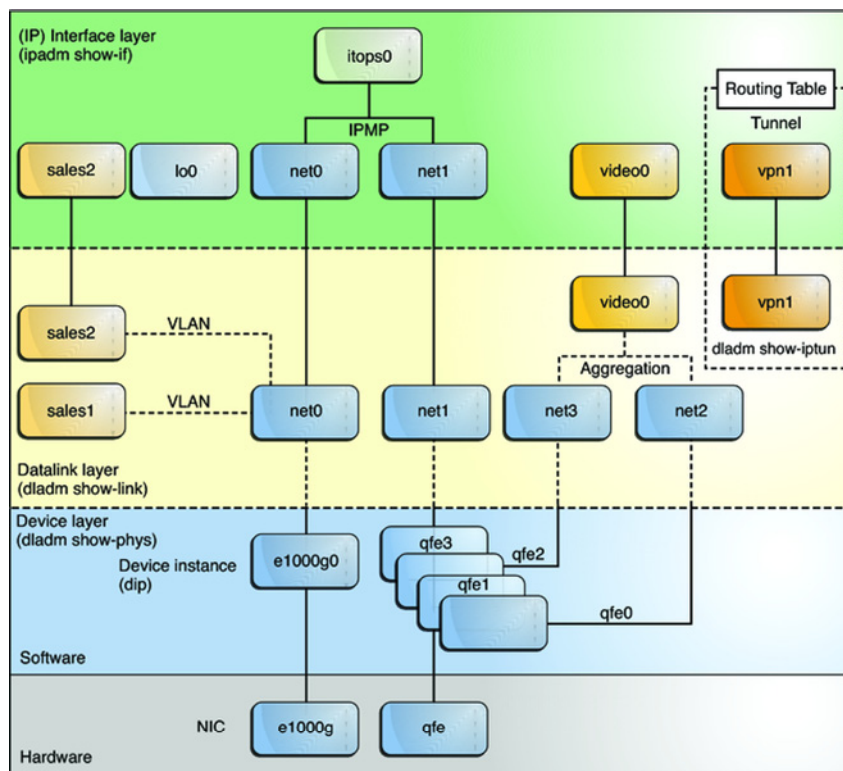 (IP) Interface layer
(ipadm show-if)
itops0
Routing Table
IPMP
Tunnel
sales2
lo0
net0
net1
video0
vpn1
sales2
VLAN
video0
vpn1
dladm show-iptun
Aggregation
sales1
VLAN
net0
net1
net3
net2
Datalink layer
(dladm show-link)
Device layer
(dladm show-phys)
Device instance
(dip)
e1000g0
qfe3
qfe2
qfe1
qfe0
Software
NIC
e1000g
qfe
Hardware